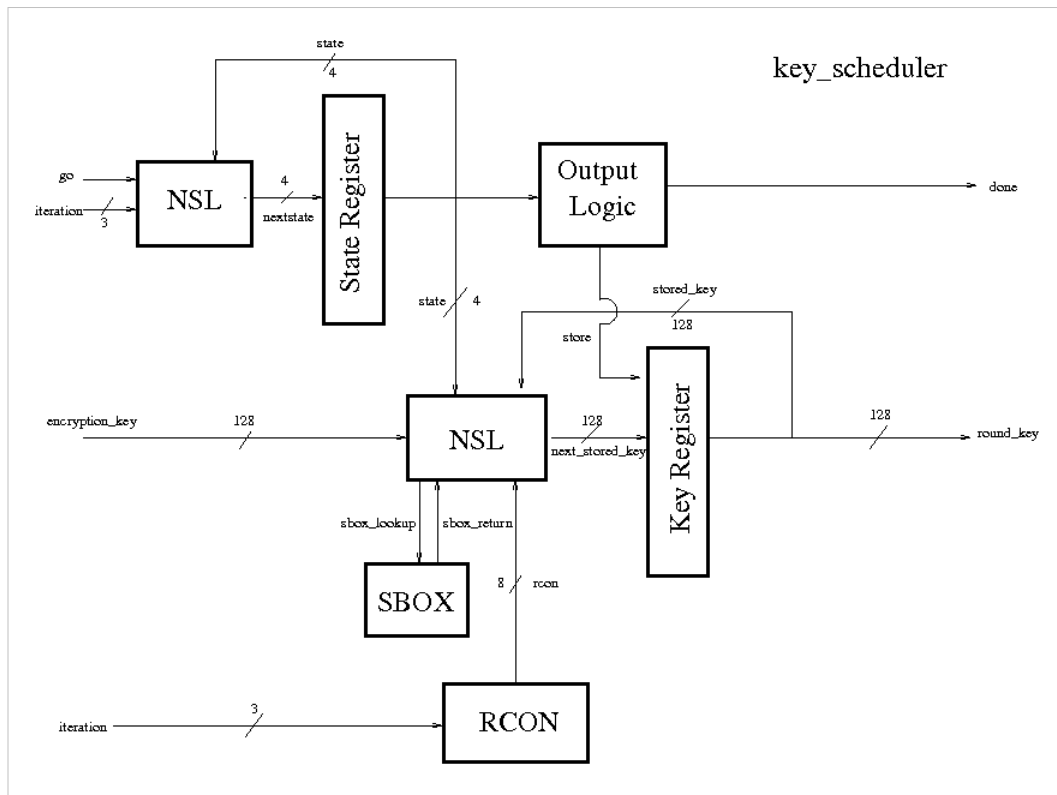 state
4
key_scheduler
go
iteration
3
NSL
4
nextstate
State Register
Output
Logic
done
state
4
stored_key
128
store
encryption_key
128
NSL
128
next_stored_key
Key Register
128
round_key
sbox_lookup
sbox_return
SBOX
8
rcon
iteration
3
RCON